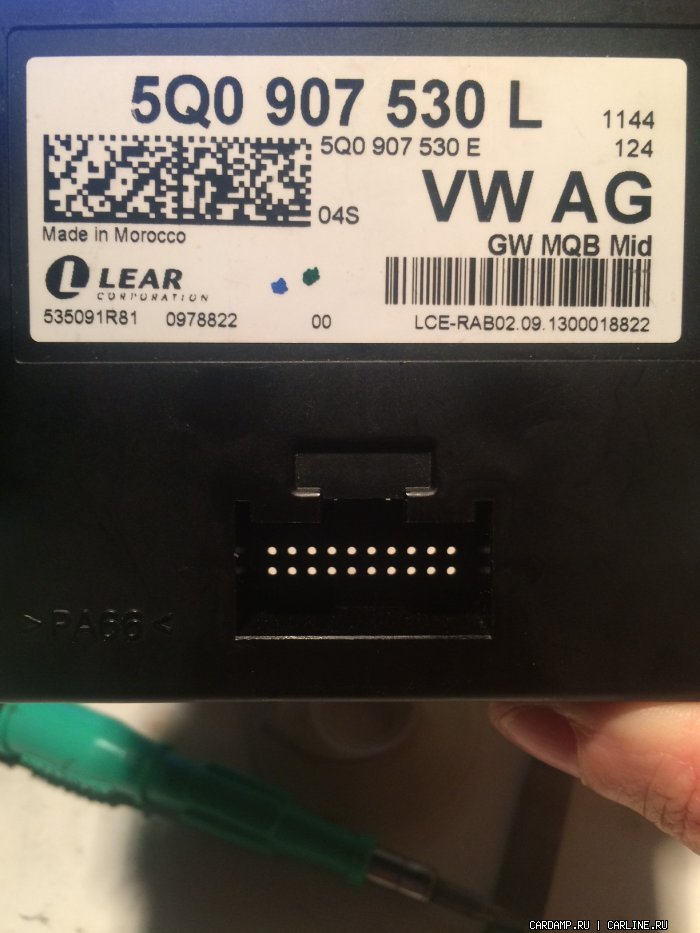 5Q0 907 530 L 1144
5Q0 907 530 E 124
04S VW AG
Made in Morocco GW MQB Mid
LEAR
CORPORATION
535091R81 0978822 00 LCE-RAB02.09.1300018822
>PA66<
CARDAMP.RU | CARLINE.RU